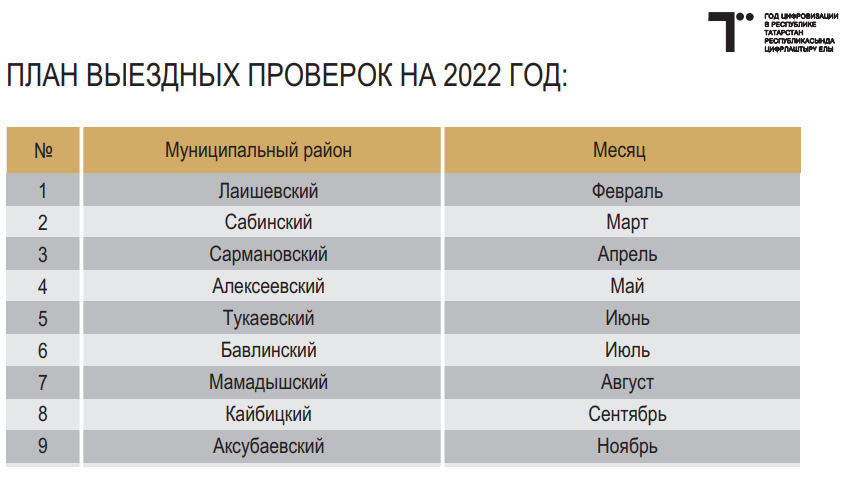 ГОД ЦИФРОВИЗАЦИИ
В РЕСПУБЛИКЕ
ТАТАРСТАН
РЕСПУБЛИКАСЫНДА
ЦИФРЛАШТЫРУ ЕЛЫ
ПЛАН ВЫЕЗДНЫХ ПРОВЕРОК НА 2022 ГОД:
№ Муниципальный район Месяц
1 Лаишевский Февраль
2 Сабинский Март
3 Сармановский Апрель
4 Алексеевский Май
5 Тукаевский Июнь
6 Бавлинский Июль
7 Мамадышский Август
8 Кайбицкий Сентябрь
9 Аксубаевский Ноябрь